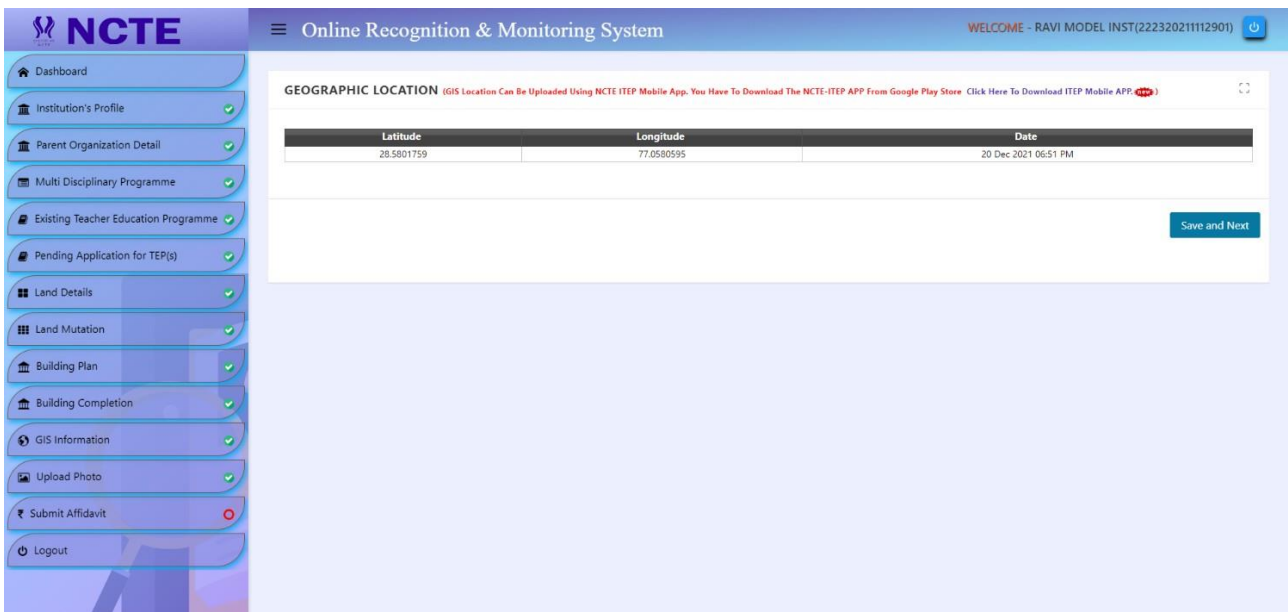 NCTE
Online Recognition & Monitoring System
WELCOME - RAVI MODEL INST(222320211112901)
Dashboard
Institution's Profile
Parent Organization Detail
Multi Disciplinary Programme
Existing Teacher Education Programme
Pending Application for TEP(s)
Land Details
Land Mutation
Building Plan
Building Completion
GIS Information
Upload Photo
₹ Submit Affidavit
Logout
GEOGRAPHIC LOCATION (GIS Location Can Be Uploaded Using NCTE ITEP Mobile App. You Have To Download The NCTE-ITEP APP From Google Play Store Click Here To Download ITEP Mobile APP. new )
Latitude Longitude Date
28.5801759 77.0580595 20 Dec 2021 06:51 PM
Save and Next